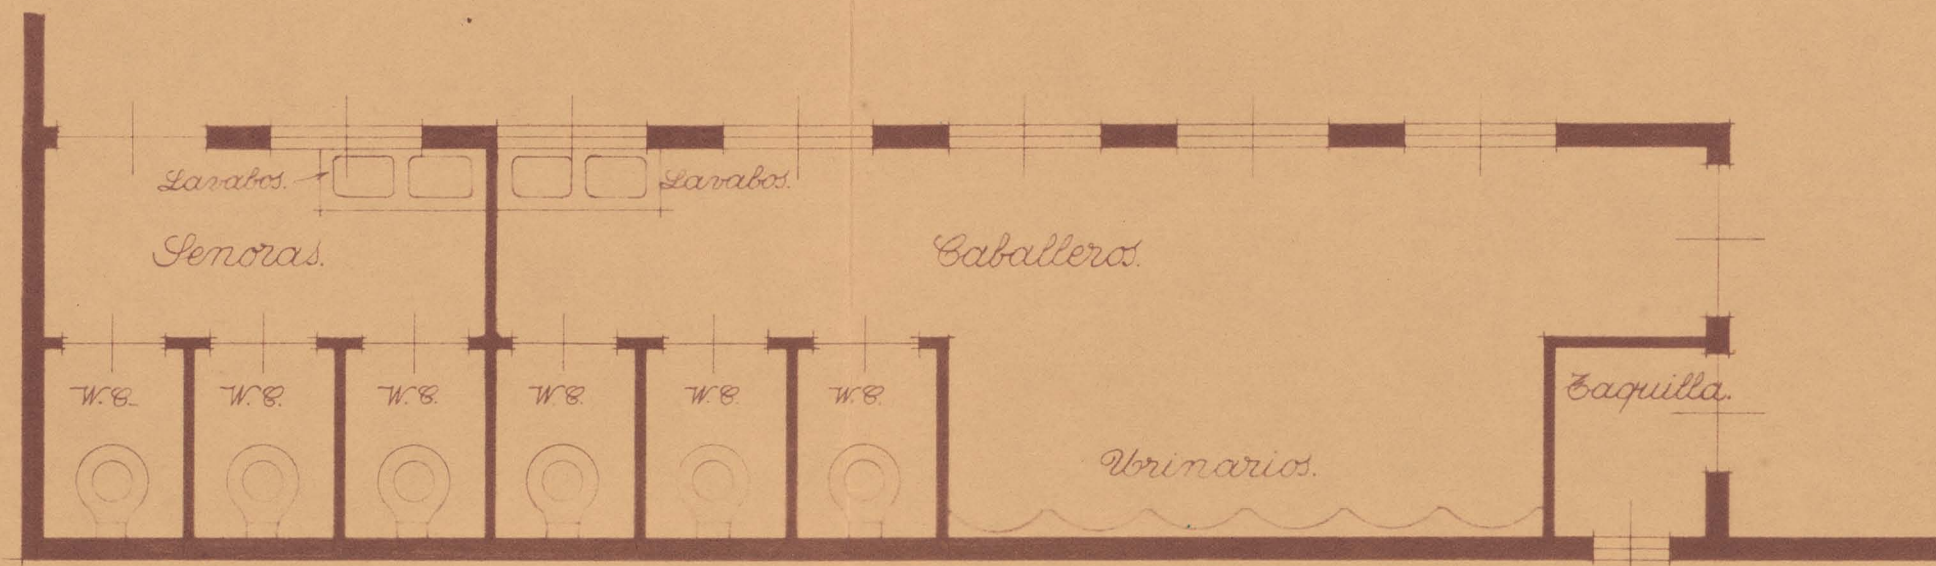 Lavabos.
Lavabos.
Senoras.
Caballeros.
W.C.
W.C.
W.C.
W.C.
W.C.
W.C.
Taquilla.
Urinarios.